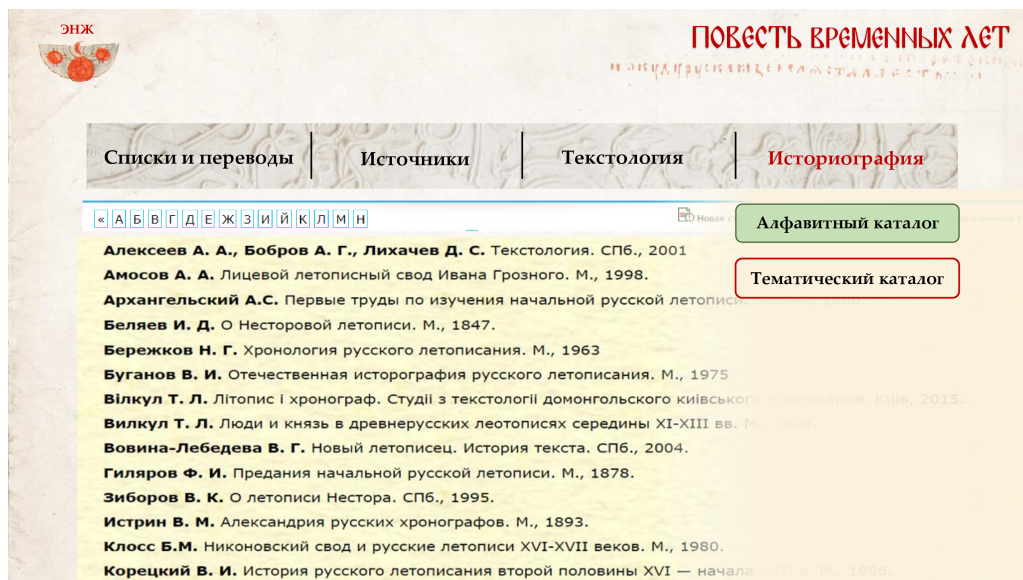 ЭНЖ
ПОВЕСТЬ ВРЕМЕННЫХ ЛЕТ
Списки и переводы
Источники
Текстология
Историография
« А Б В Г Д Е Ж З И Й К Л М Н
Новая
Алфавитный каталог
Тематический каталог
Алексеев А. А., Бобров А. Г., Лихачев Д. С. Текстология. СПб., 2001
Амосов А. А. Лицевой летописный свод Ивана Грозного. М., 1998.
Архангельский А.С. Первые труды по изучения начальной русской летописи.
Беляев И. Д. О Несторовой летописи. М., 1847.
Бережков Н. Г. Хронология русского летописания. М., 1963
Буганов В. И. Отечественная исторография русского летописания. М., 1975
Вілкул Т. Л. Літопис і хронограф. Студії з текстології домонгольского київського літописання. Київ, 2015.
Вилкул Т. Л. Люди и князь в древнерусских леотописях середины XI-XIII вв. М., 2009.
Вовина-Лебедева В. Г. Новый летописец. История текста. СПб., 2004.
Гиляров Ф. И. Предания начальной русской летописи. М., 1878.
Зиборов В. К. О летописи Нестора. СПб., 1995.
Истрин В. М. Александрия русских хронографов. М., 1893.
Клосс Б.М. Никоновский свод и русские летописи XVI-XVII веков. М., 1980.
Корецкий В. И. История русского летописания второй половины XVI — начала XVII в. М., 1986.